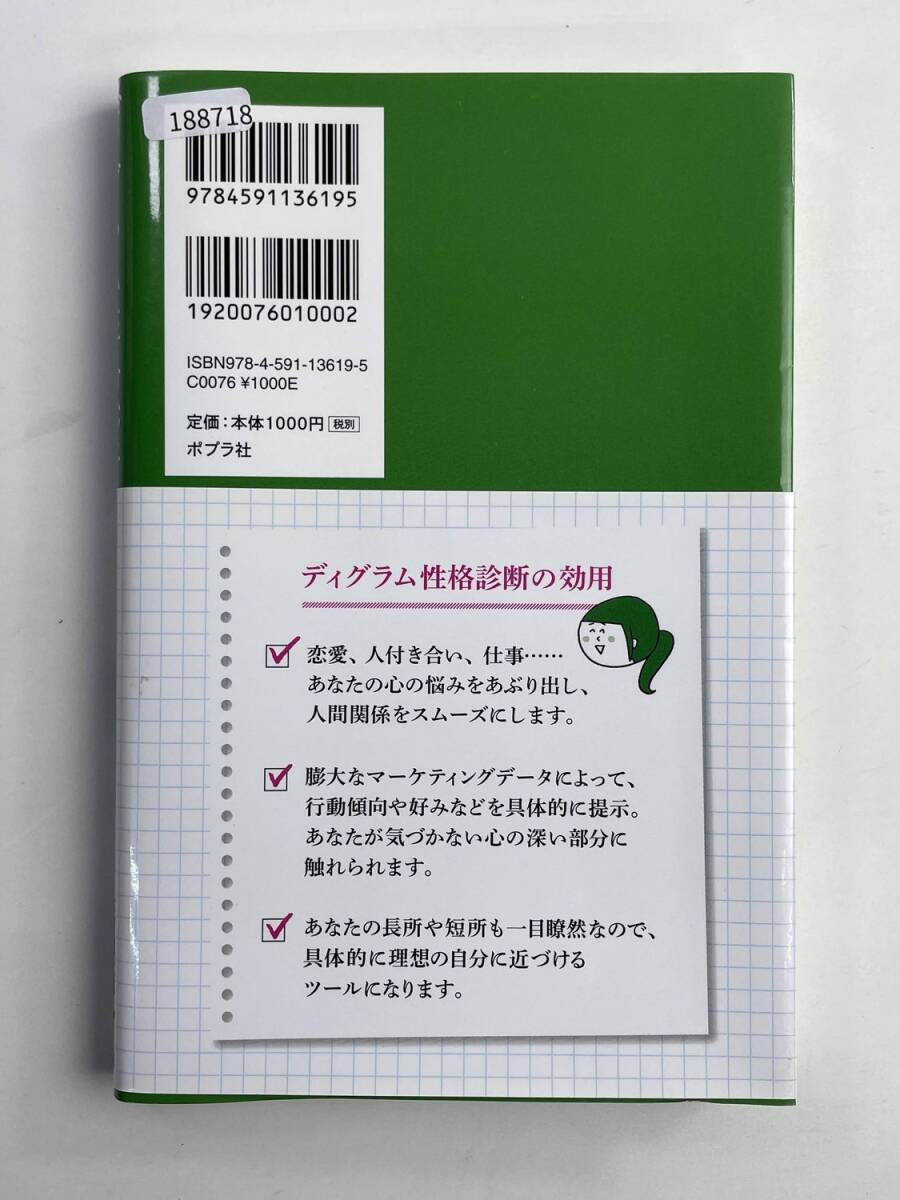 188718
9784591136195
1920076010002
ISBN978-4-591-13619-5
C0076 ¥1000E
定価:本体1000円 税別
ポプラ社
ディグラム性格診断の効用
恋愛、人付き合い、仕事……
あなたの心の悩みをあぶり出し、
人間関係をスムーズにします。
膨大なマーケティングデータによって、
行動傾向や好みなどを具体的に提示。
あなたが気づかない心の深い部分に
触れられます。
あなたの長所や短所も一目瞭然なので、
具体的に理想の自分に近づける
ツールになります。